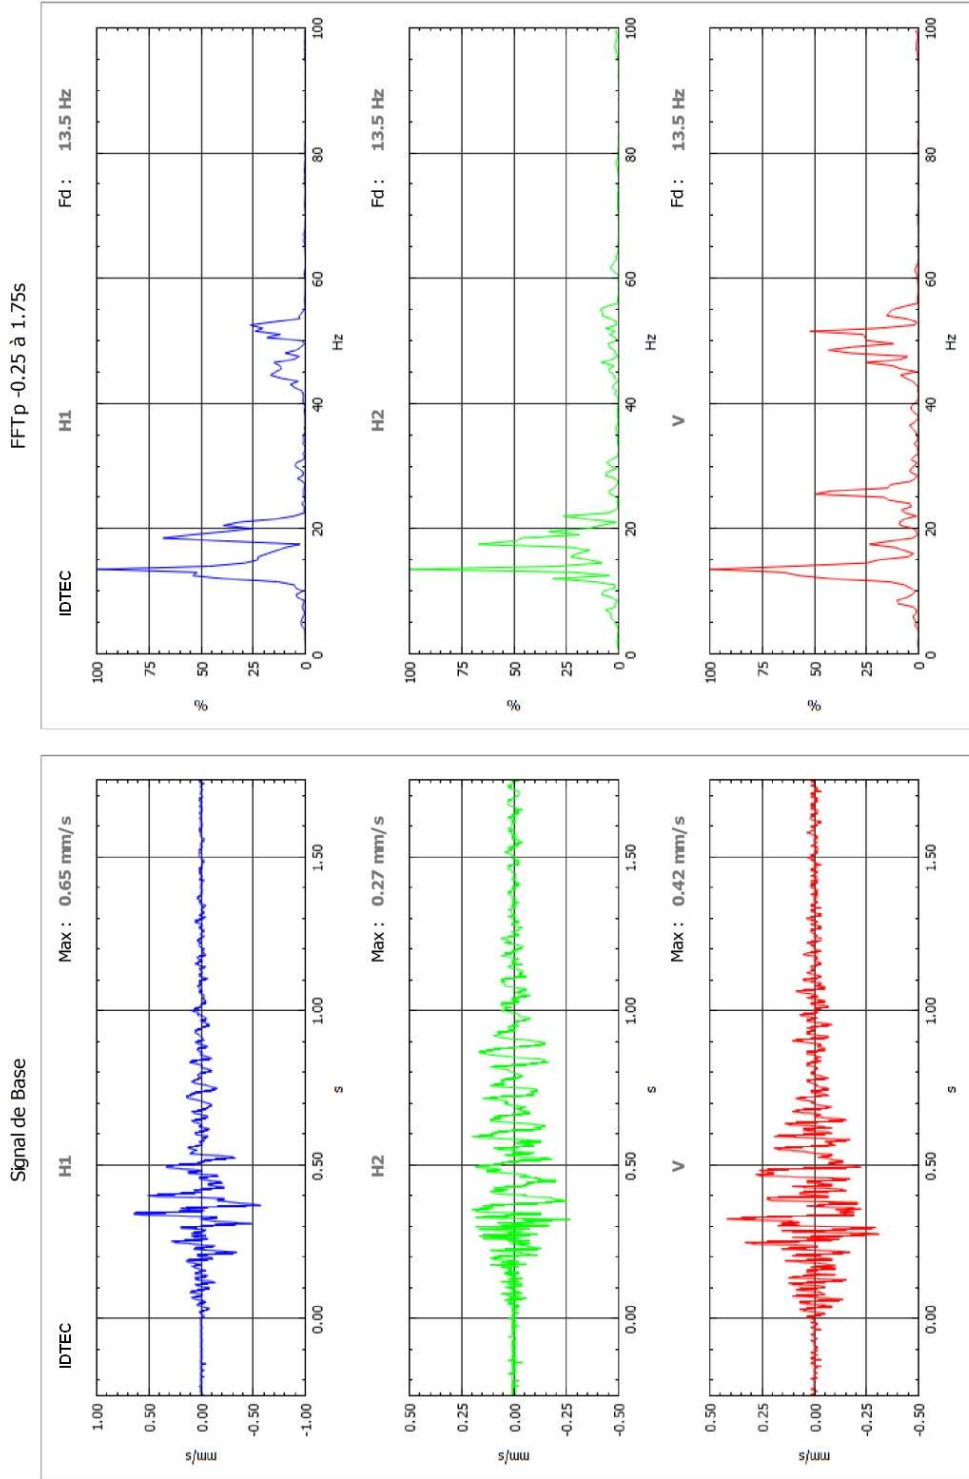 Signal de Base
IDTEC H1 Max : 0.65 mm/s
1.00
0.50
0.00
-0.50
-1.00
mm/s
0.00 0.50 1.00 1.50
s
H2 Max : 0.27 mm/s
0.50
0.25
0.00
-0.25
-0.50
mm/s
0.00 0.50 1.00 1.50
s
V Max : 0.42 mm/s
0.50
0.25
0.00
-0.25
-0.50
mm/s
0.00 0.50 1.00 1.50
s
FFTp -0.25 à 1.75s
IDTEC H1 Fd : 13.5 Hz
100
75
50
25
0
%
0 20 40 60 80 100
Hz
H2 Fd : 13.5 Hz
100
75
50
25
0
%
0 20 40 60 80 100
Hz
V Fd : 13.5 Hz
100
75
50
25
0
%
0 20 40 60 80 100
Hz